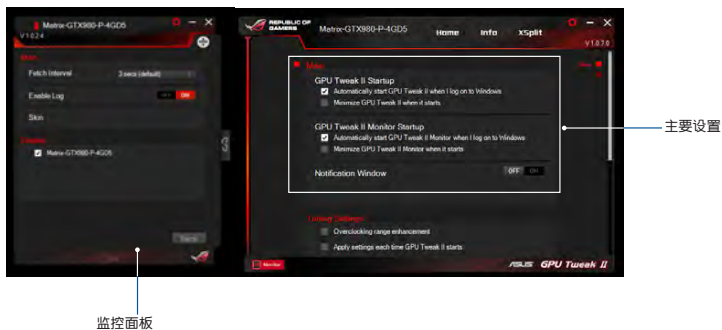 Matrix-GTX980-P-4GD5
V1.0.2.4
Fetch Interval
3 secs (default)
Enable Log
OFF ON
Skin
Matrix-GTX980-P-4GD5
REPUBLIC OF
GAMERS
Matrix-GTX980-P-4GD5
Home
Info
XSplit
V1.0.7.0
Main
GPU Tweak II Startup
Automatically start GPU Tweak II when I log on to Windows
Minimize GPU Tweak II when it starts
GPU Tweak II Monitor Startup
Automatically start GPU Tweak II Monitor when I log on to Windows
Minimize GPU Tweak II Monitor when it starts
Notification Window
OFF ON
Overclocking range enhancement
Apply settings each time GPU Tweak II starts
Monitor
ASUS GPU Tweak II
主要设置
监控面板